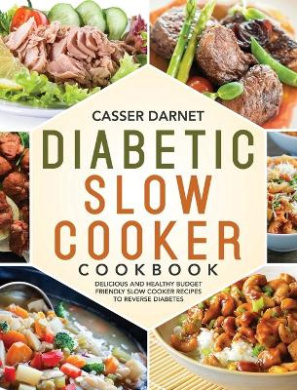 CASSER DARNET
DIABETIC
SLOW
COOKER
COOKBOOK
DELICIOUS AND HEALTHY BUDGET
FRIENDLY SLOW COOKER RECIPES
TO REVERSE DIABETES